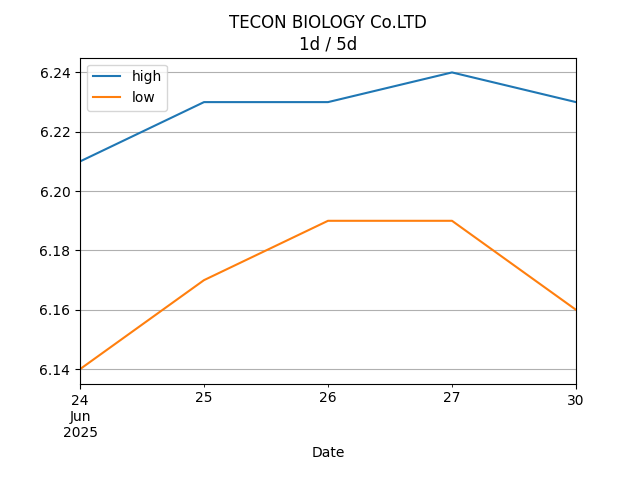 TECON BIOLOGY Co.LTD
1d / 5d
high
low
6.24
6.22
6.20
6.18
6.16
6.14
24 25 26 27 30
Jun
2025
Date